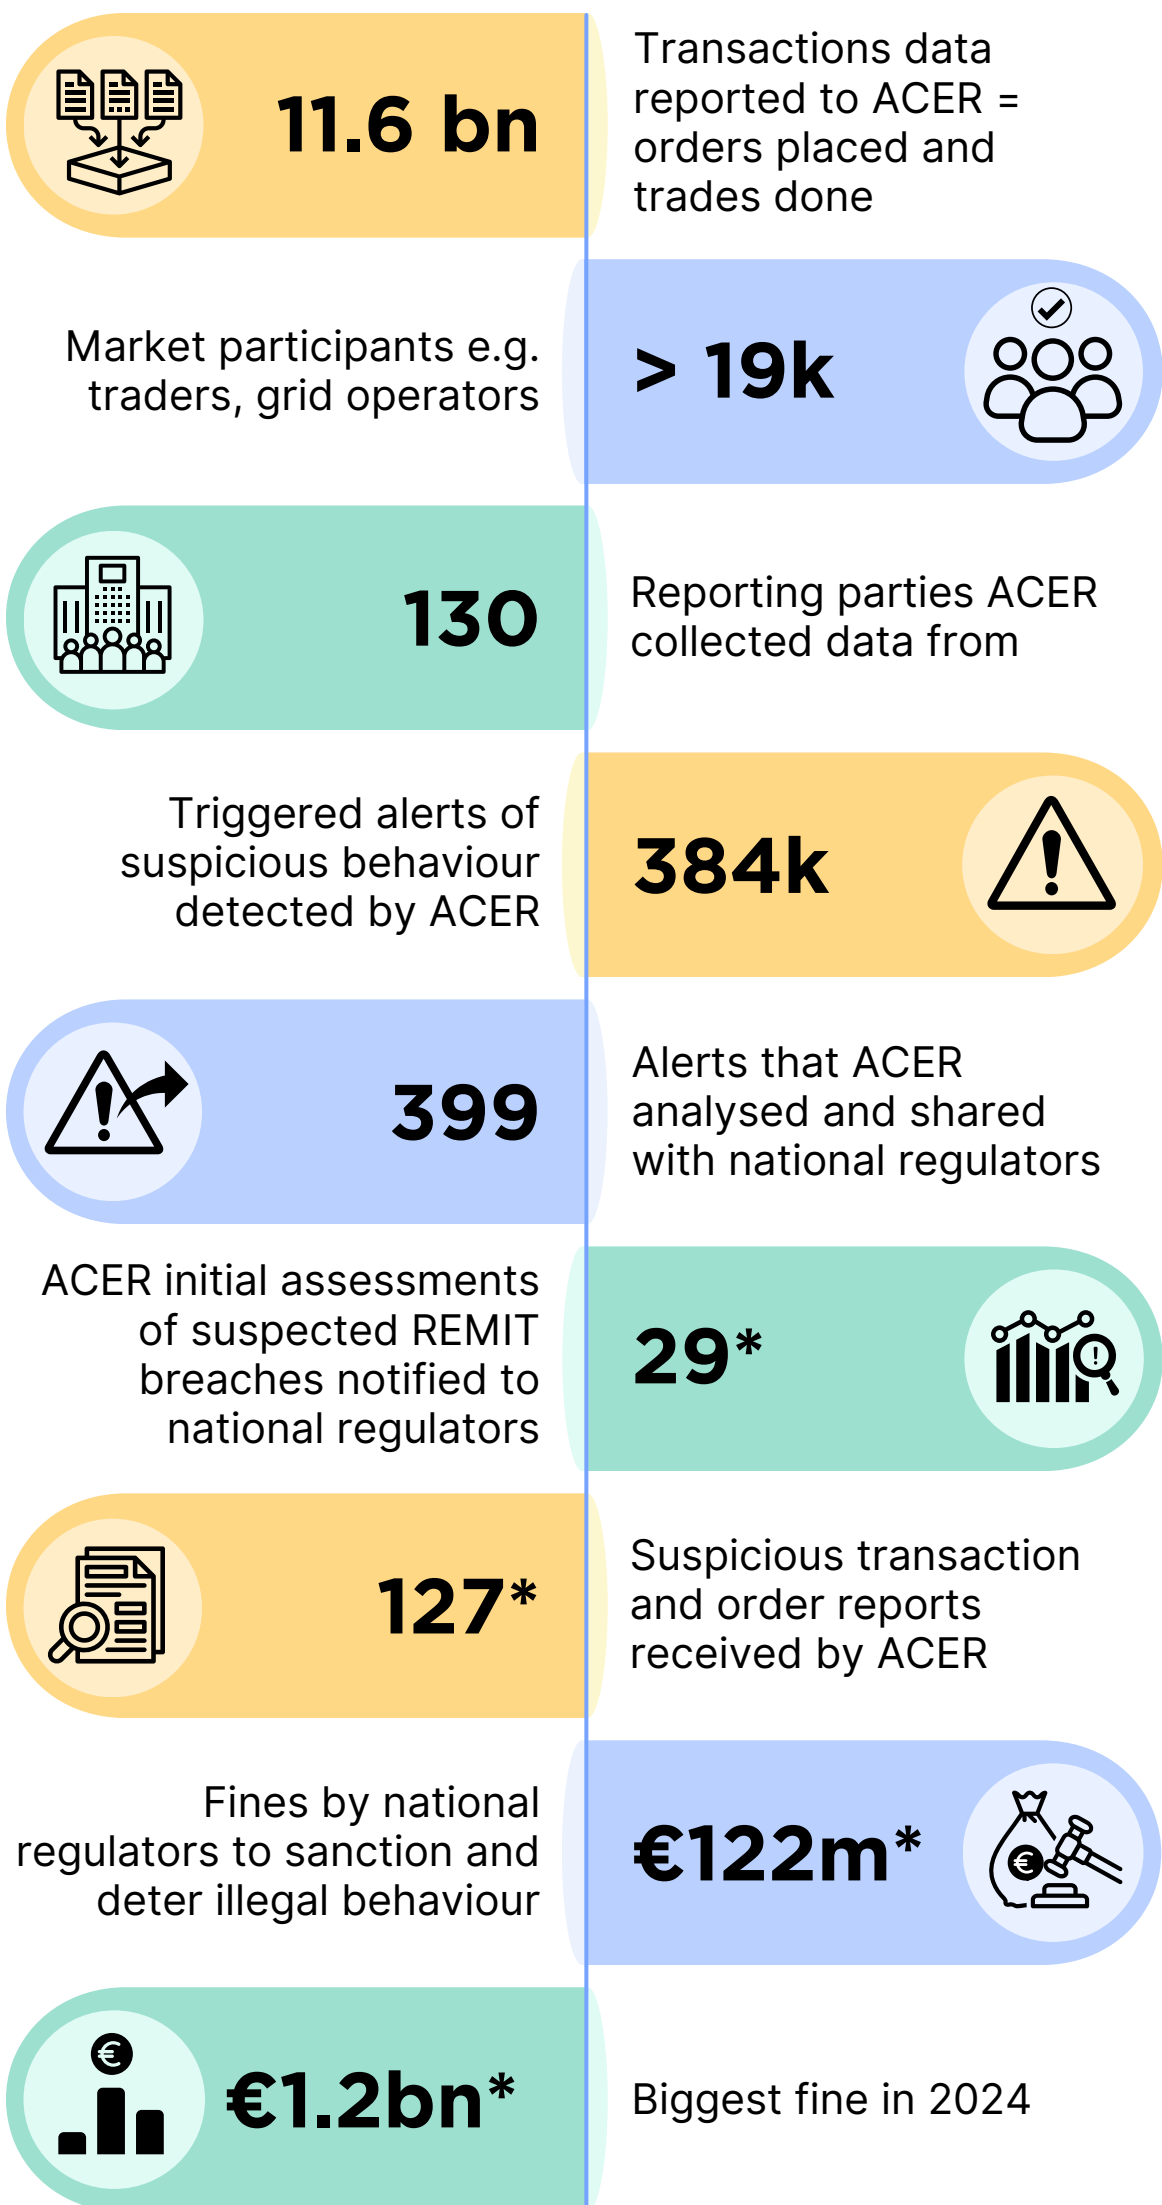 11.6 bn
Transactions data
reported to ACER =
orders placed and
trades done
Market participants e.g.
traders, grid operators
> 19k
130
Reporting parties ACER
collected data from
Triggered alerts of
suspicious behaviour
detected by ACER
384k
399
Alerts that ACER
analysed and shared
with national regulators
ACER initial assessments
of suspected REMIT
breaches notified to
national regulators
29*
127*
Suspicious transaction
and order reports
received by ACER
Fines by national
regulators to sanction and
deter illegal behaviour
€122m*
€
€
€1.2bn*
Biggest fine in 2024